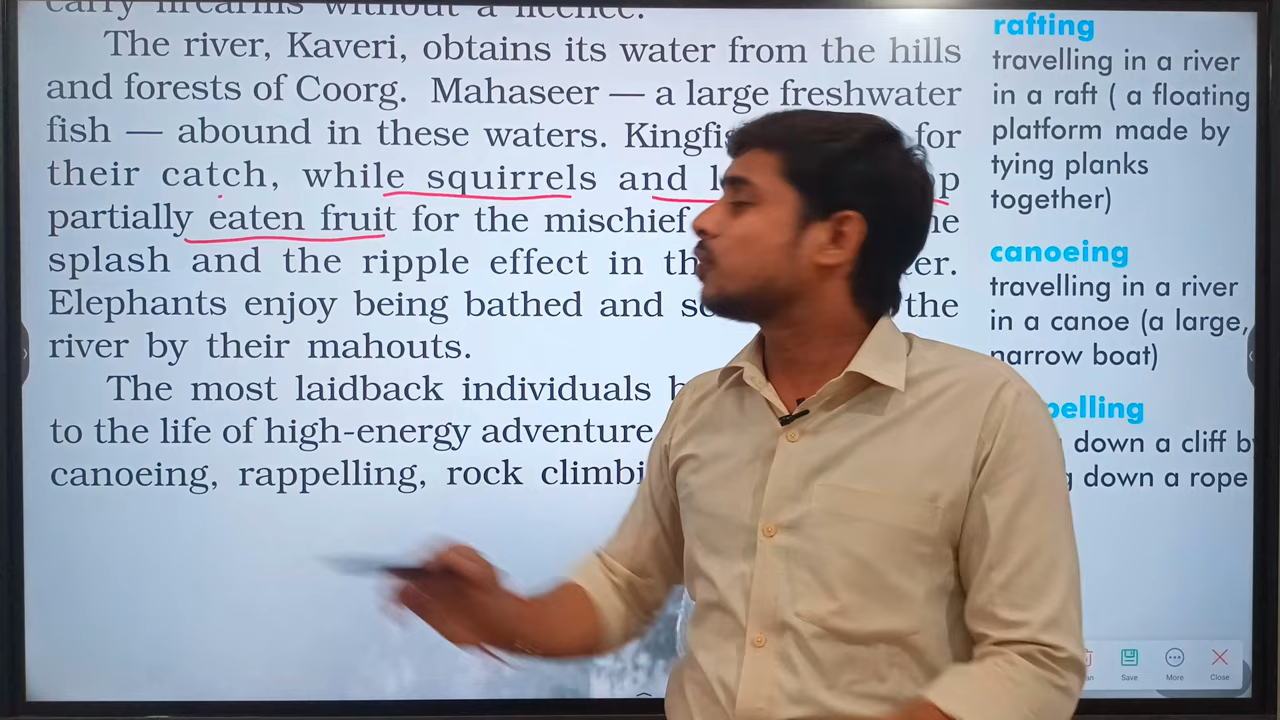 carry firearms without a licence.
The river, Kaveri, obtains its water from the hills
and forests of Coorg. Mahaseer — a large freshwater
fish — abound in these waters. for
their catch, while squirrels and
partially eaten fruit for the mischief
splash and the ripple effect in
Elephants enjoy being bathed and the
river by their mahouts.
The most laidback individuals
to the life of high-energy adventure
canoeing, rappelling, rock
rafting
travelling in a river
in a raft ( a floating
platform made by
tying planks
together)
canoeing
travelling in a river
in a canoe (a large,
narrow boat)
down a cliff
down a rope
Save
More
Close